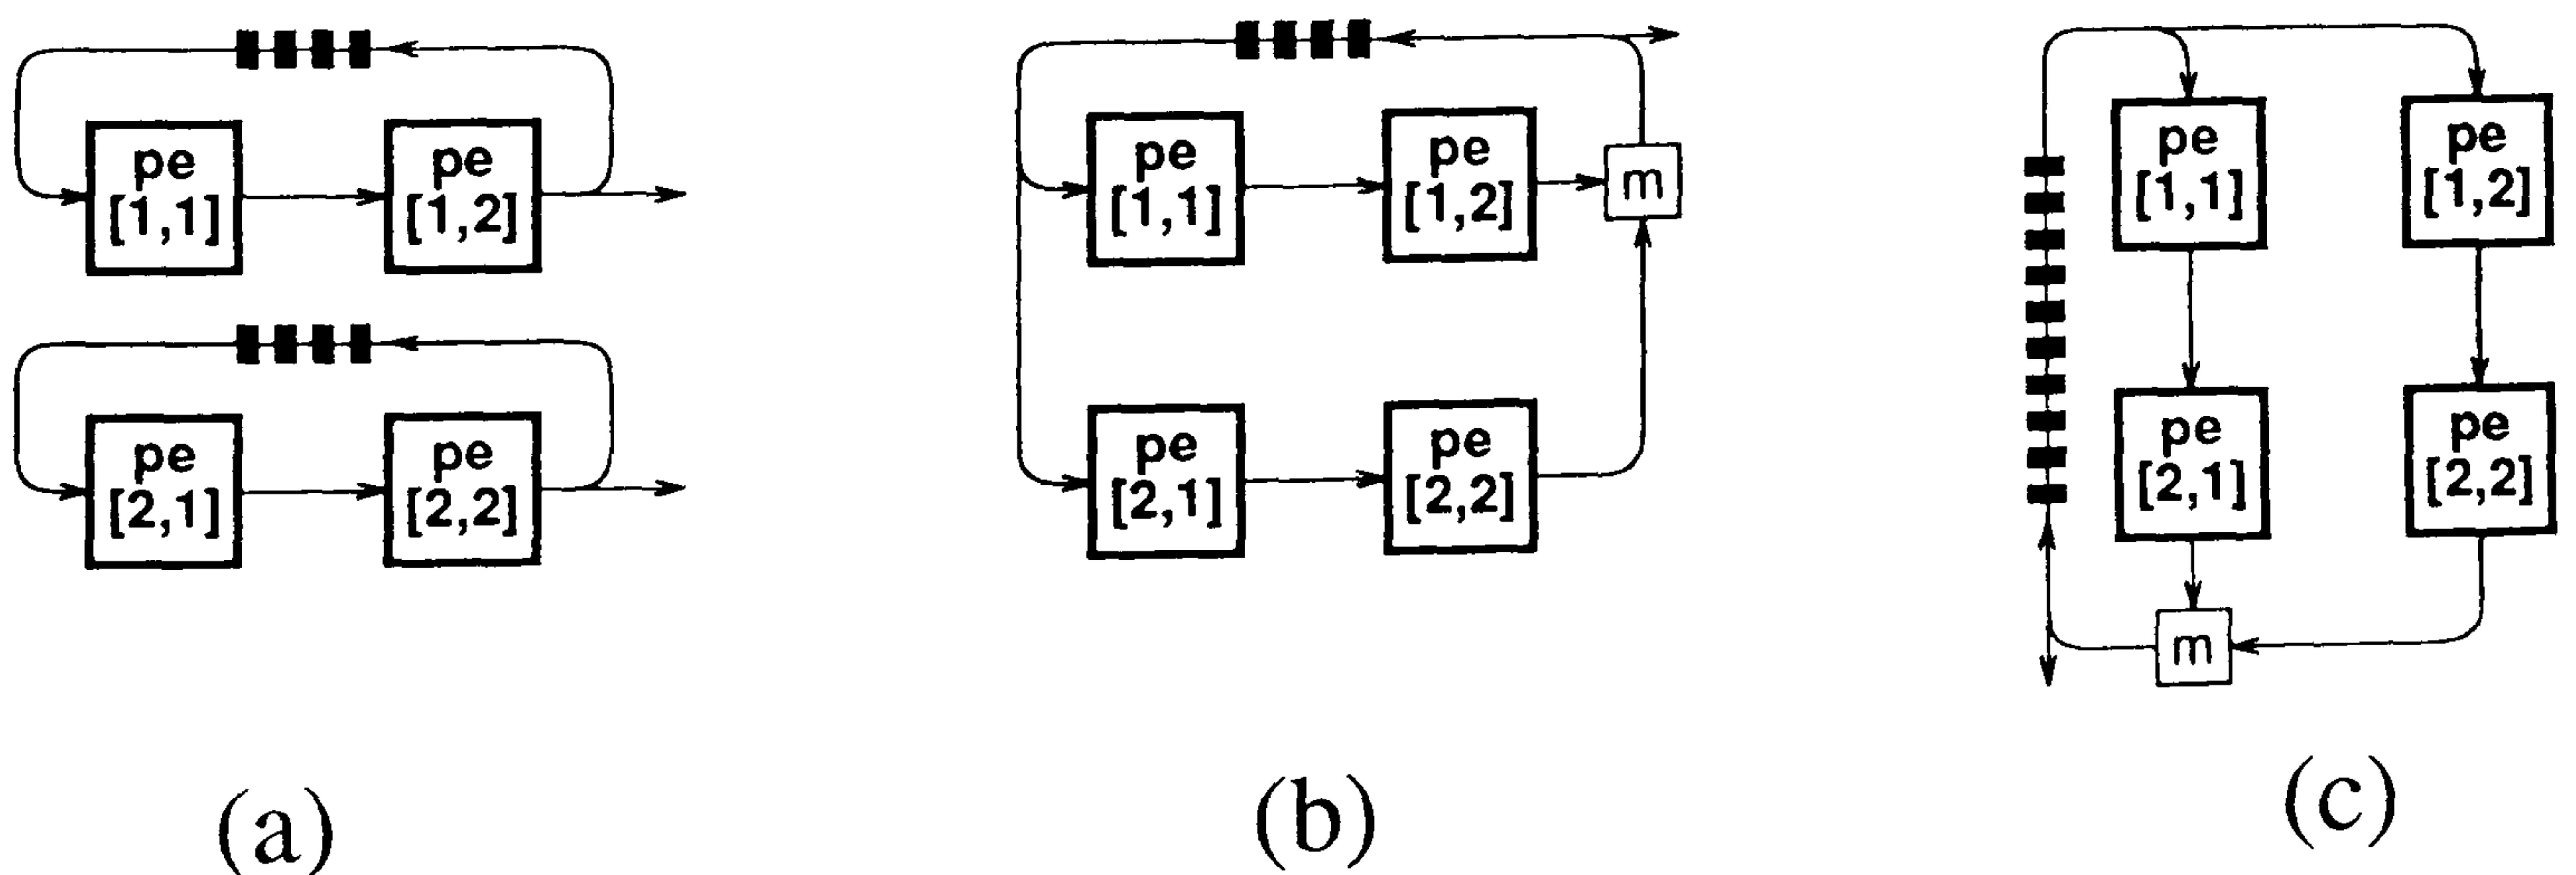 pe
[1,1]
pe
[1,2]
pe
[2,1]
pe
[2,2]
(a)
pe
[1,1]
pe
[1,2]
m
pe
[2,1]
pe
[2,2]
(b)
pe
[1,1]
pe
[1,2]
pe
[2,1]
pe
[2,2]
m
(c)